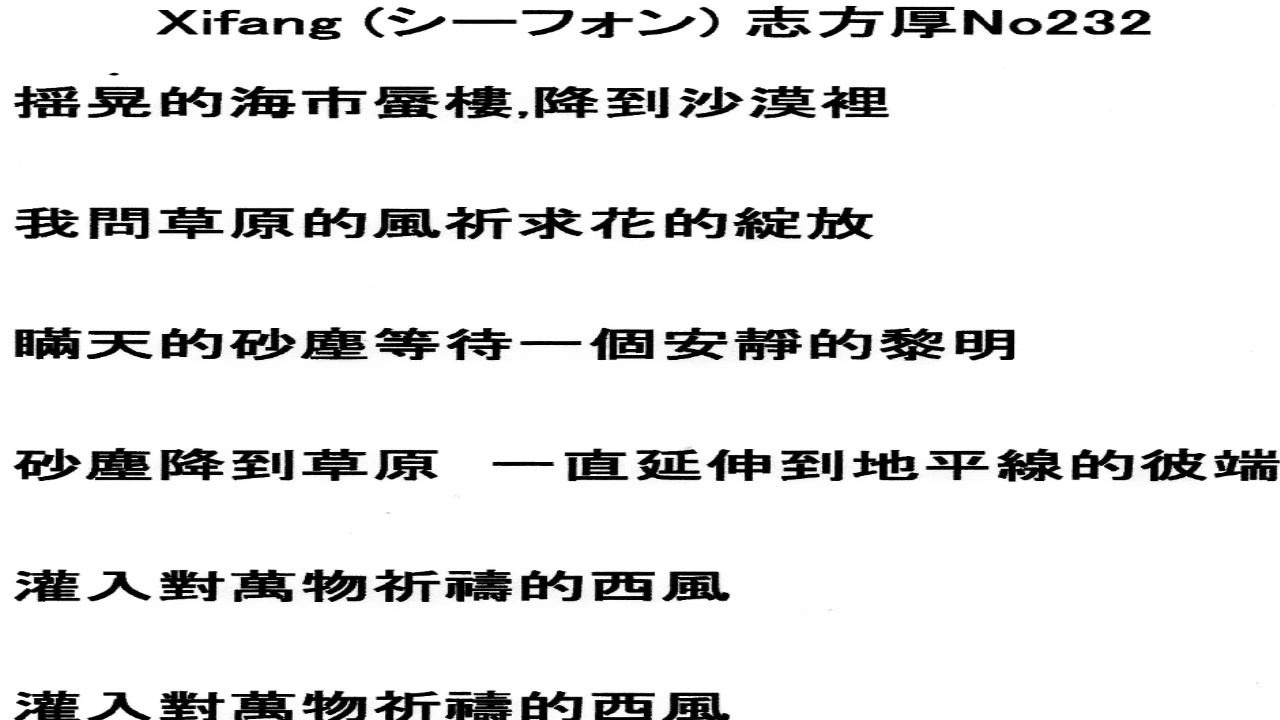 Xifang（シーフォン）志方厚No232
揺晃的海市蜃樓,降到沙漠裡
我問草原的風祈求花的綻放
瞞天的砂塵等待一個安靜的黎明
砂塵降到草原　一直延伸到地平線的彼端
灌入對萬物祈禱的西風
灌入對萬物祈禱的西風